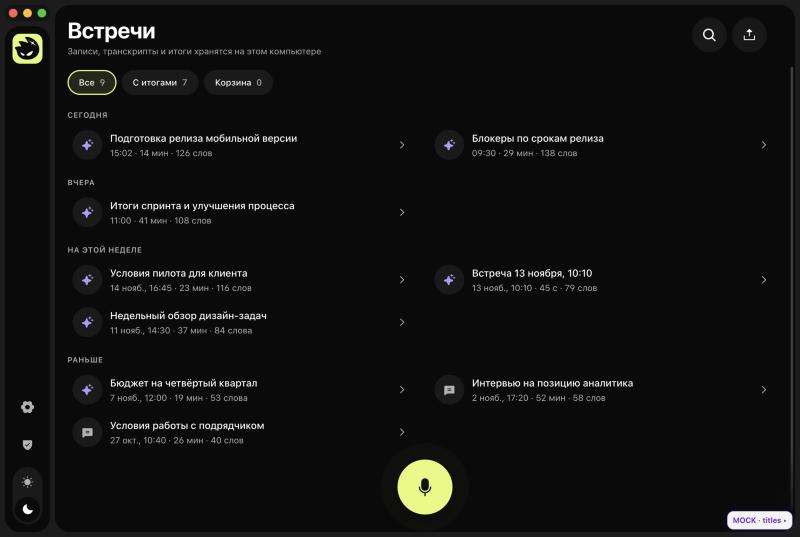 Встречи
Записи, транскрипты и итоги хранятся на этом компьютере
Все 9
С итогами 7
Корзина 0
СЕГОДНЯ
Подготовка релиза мобильной версии
15:02 · 14 мин · 126 слов
Блокеры по срокам релиза
09:30 · 29 мин · 138 слов
ВЧЕРА
Итоги спринта и улучшения процесса
11:00 · 41 мин · 108 слов
НА ЭТОЙ НЕДЕЛЕ
Условия пилота для клиента
14 нояб., 16:45 · 23 мин · 116 слов
Встреча 13 ноября, 10:10
13 нояб., 10:10 · 45 с · 79 слов
Недельный обзор дизайн-задач
11 нояб., 14:30 · 37 мин · 84 слова
РАНЬШЕ
Бюджет на четвёртый квартал
7 нояб., 12:00 · 19 мин · 53 слова
Интервью на позицию аналитика
2 нояб., 17:20 · 52 мин · 58 слов
Условия работы с подрядчиком
27 окт., 10:40 · 26 мин · 40 слов
МОСК · titles •